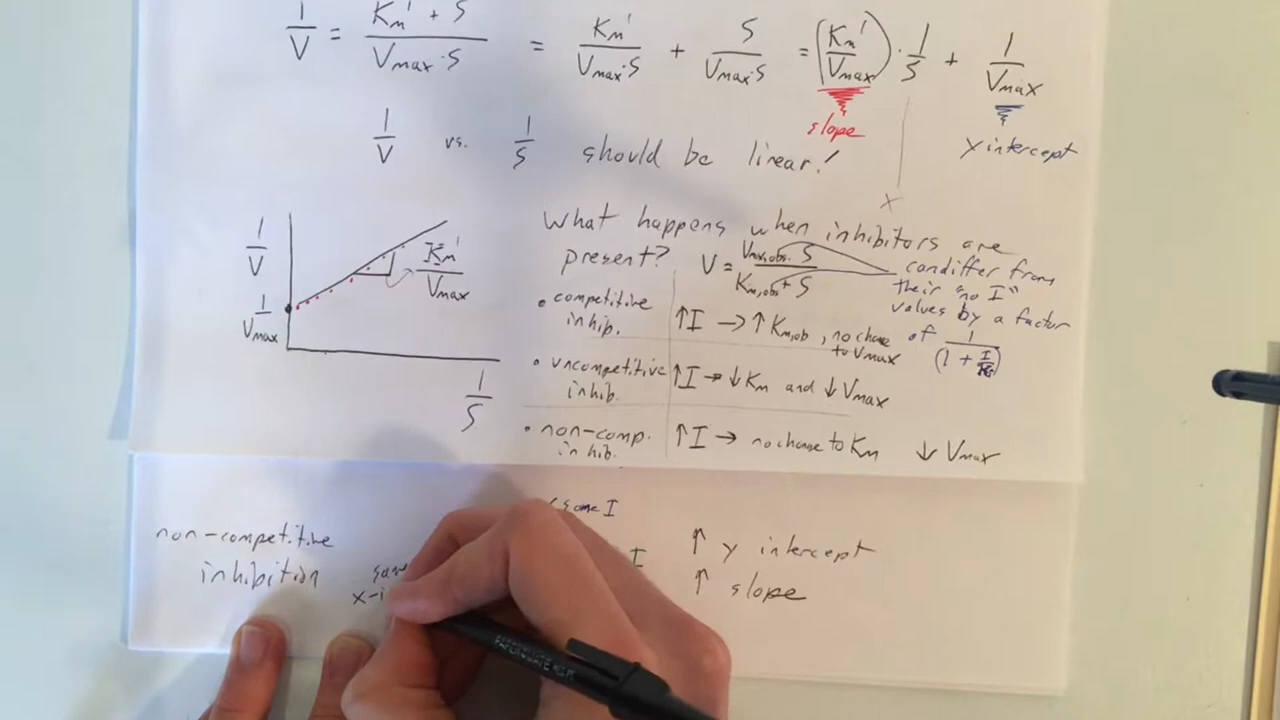 1/V = Km' + S / Vmax·S = Km' / Vmax·S + S / Vmax·S = (Km' / Vmax) · 1/S + 1/Vmax
slope
y intercept
1/V vs. 1/S should be linear!
x
1/V
Km' / Vmax
1/Vmax
1/S
What happens when inhibitors are
present? V = Vmax,obs. S / Km,obs + S
can differ from
their "no I"
values by a factor
of 1 / (1 + I/Ki)
• competitive
inhib.
↑I → ↑ Km,ob, no chane
to Vmax
• uncompetitive
inhib.
↑I → ↓ Km and ↓ Vmax
• non-comp.
inhib.
↑I → no change to Km ↓ Vmax
non-competitive
inhibition
some I
I
↑ y intercept
↑ slope